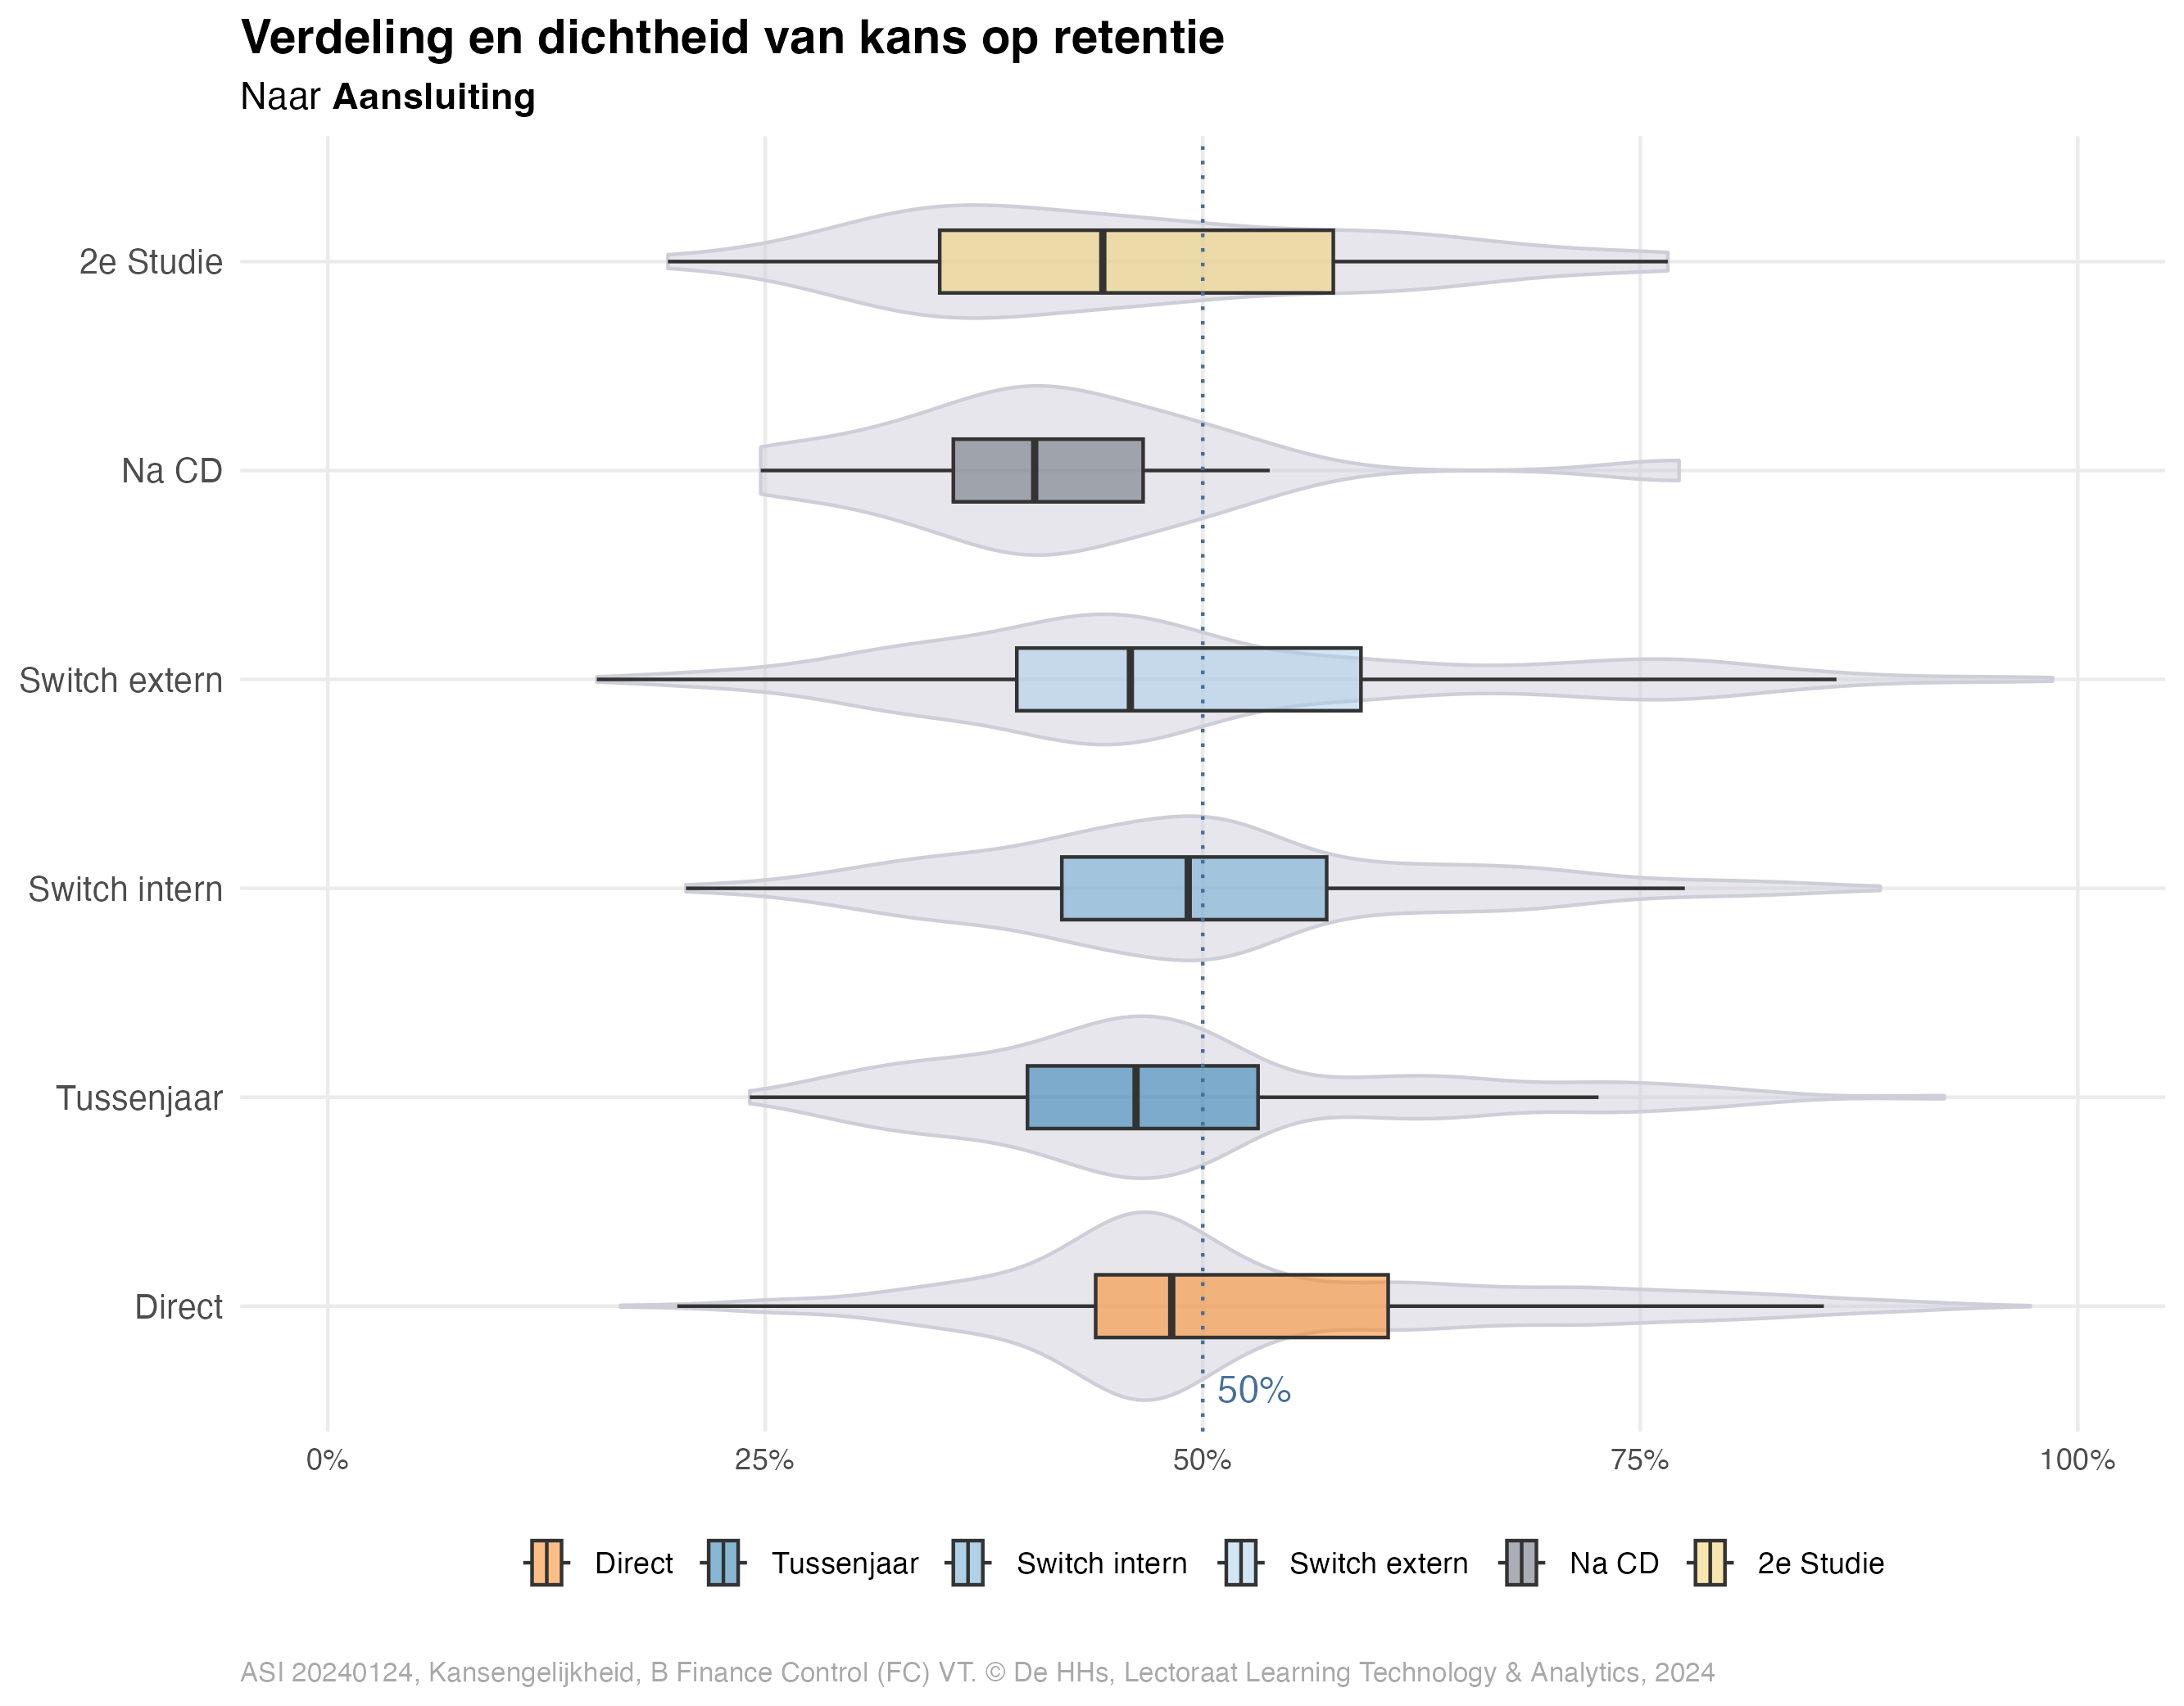 Verdeling en dichtheid van kans op retentie
Naar Aansluiting
2e Studie
Na CD
Switch extern
Switch intern
Tussenjaar
Direct
50%
0% 25% 50% 75% 100%
Direct Tussenjaar Switch intern Switch extern Na CD 2e Studie
ASI 20240124, Kansengelijkheid, B Finance Control (FC) VT. © De HHs, Lectoraat Learning Technology & Analytics, 2024